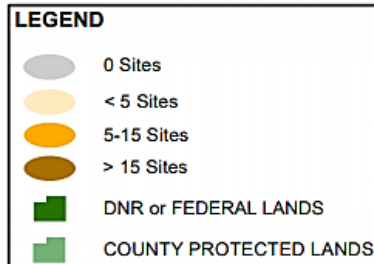 LEGEND
0 Sites
< 5 Sites
5-15 Sites
> 15 Sites
DNR or FEDERAL LANDS
COUNTY PROTECTED LANDS